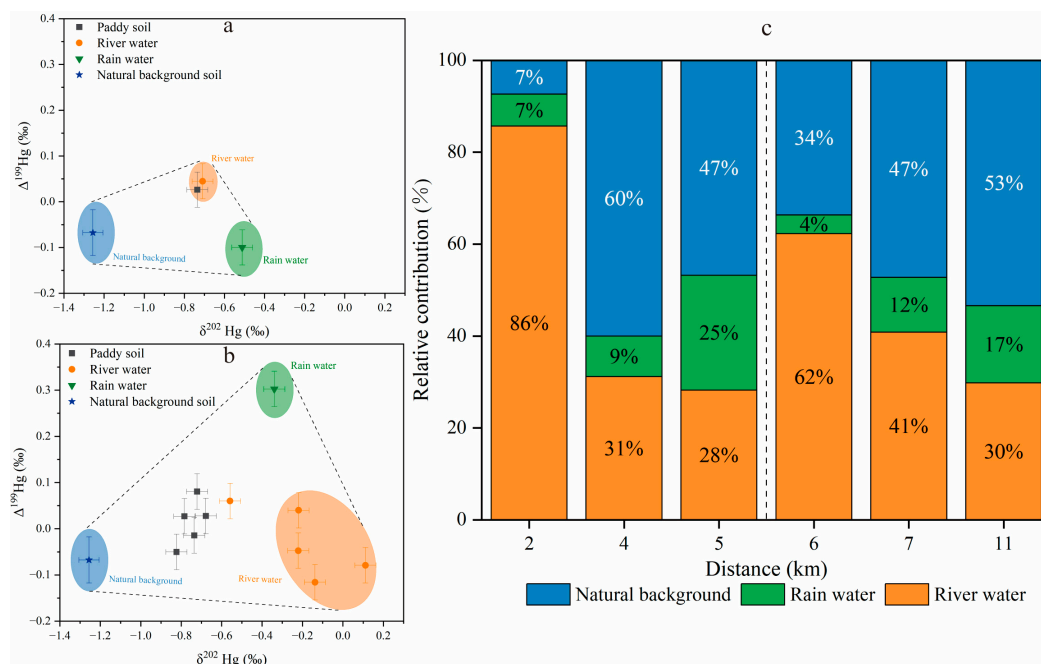 a
Paddy soil
River water
Rain water
Natural background soil
0.4
0.3
0.2
0.1
0.0
−0.1
0.2
Δ¹⁹⁹Hg (‰)
River water
Natural background
Rain water
−1.4 −1.2 −1.0 −0.8 −0.6 −0.4 −0.2 0.0 0.2
δ²⁰² Hg (‰)
b
Paddy soil
River water
Rain water
Natural background soil
0.4
0.3
0.2
0.1
0.0
−0.1
−0.2
Δ¹⁹⁹Hg (‰)
Rain water
Natural background
River water
−1.6 −1.4 −1.2 −1.0 −0.8 −0.6 −0.4 −0.2 0.0 0.2
δ²⁰² Hg (‰)
c
100
80
60
40
20
0
Relative contribution (%)
7% 60% 47% 34% 47% 53%
7% 9% 25% 4% 12% 17%
86% 31% 28% 62% 41% 30%
2 4 5 6 7 11
Distance (km)
Natural background Rain water River water